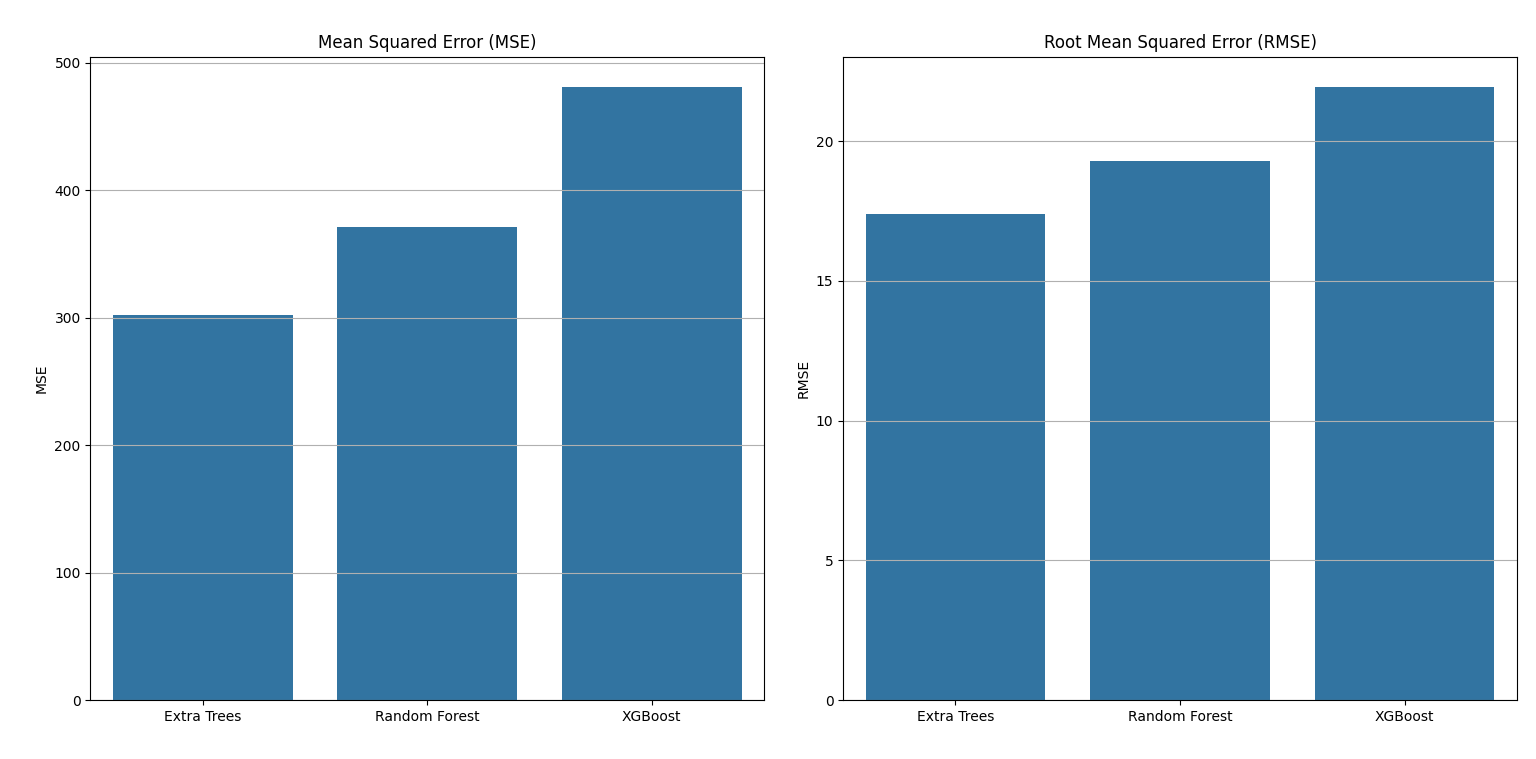 Mean Squared Error (MSE)
500
400
300
200
100
0
MSE
Extra Trees Random Forest XGBoost
Root Mean Squared Error (RMSE)
20
15
10
5
0
RMSE
Extra Trees Random Forest XGBoost